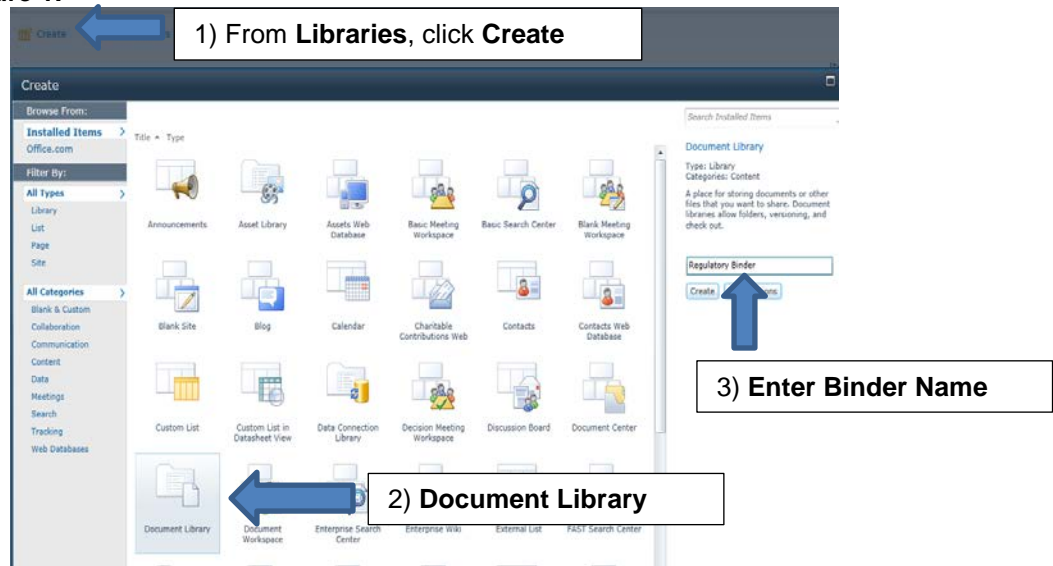 1) From Libraries, click Create
Create
Create
Browse From:
Installed Items
Office.com
Filter By:
All Types
Library
List
Page
Site
All Categories
Blank & Custom
Collaboration
Communication
Content
Data
Meetings
Search
Tracking
Web Databases
Title Type
Announcements
Asset Library
Assets Web
Database
Basic Meeting
Workspace
Basic Search Center
Blank Meeting
Workspace
Blank Site
Blog
Calendar
Charitable
Contributions Web
Contacts
Contacts Web
Database
Custom List
Custom List in
Datasheet View
Data Connection
Library
Decision Meeting
Workspace
Discussion Board
Document Center
2) Document Library
Document Library
Document
Workspace
Enterprise Search
Center
Enterprise Wiki
External List
FAST Search Center
Search Installed Items
Document Library
Type: Library
Categories: Content
A place for storing documents or other
files that you want to share. Document
libraries allow folders, versioning, and
check out.
Regulatory Binder
Create
3) Enter Binder Name